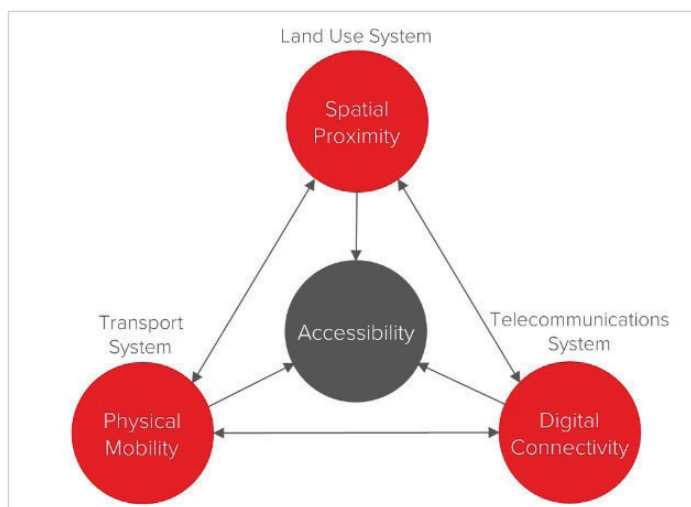 Land Use System
Spatial
Proximity
Accessibility
Transport
System
Physical
Mobility
Telecommunications
System
Digital
Connectivity